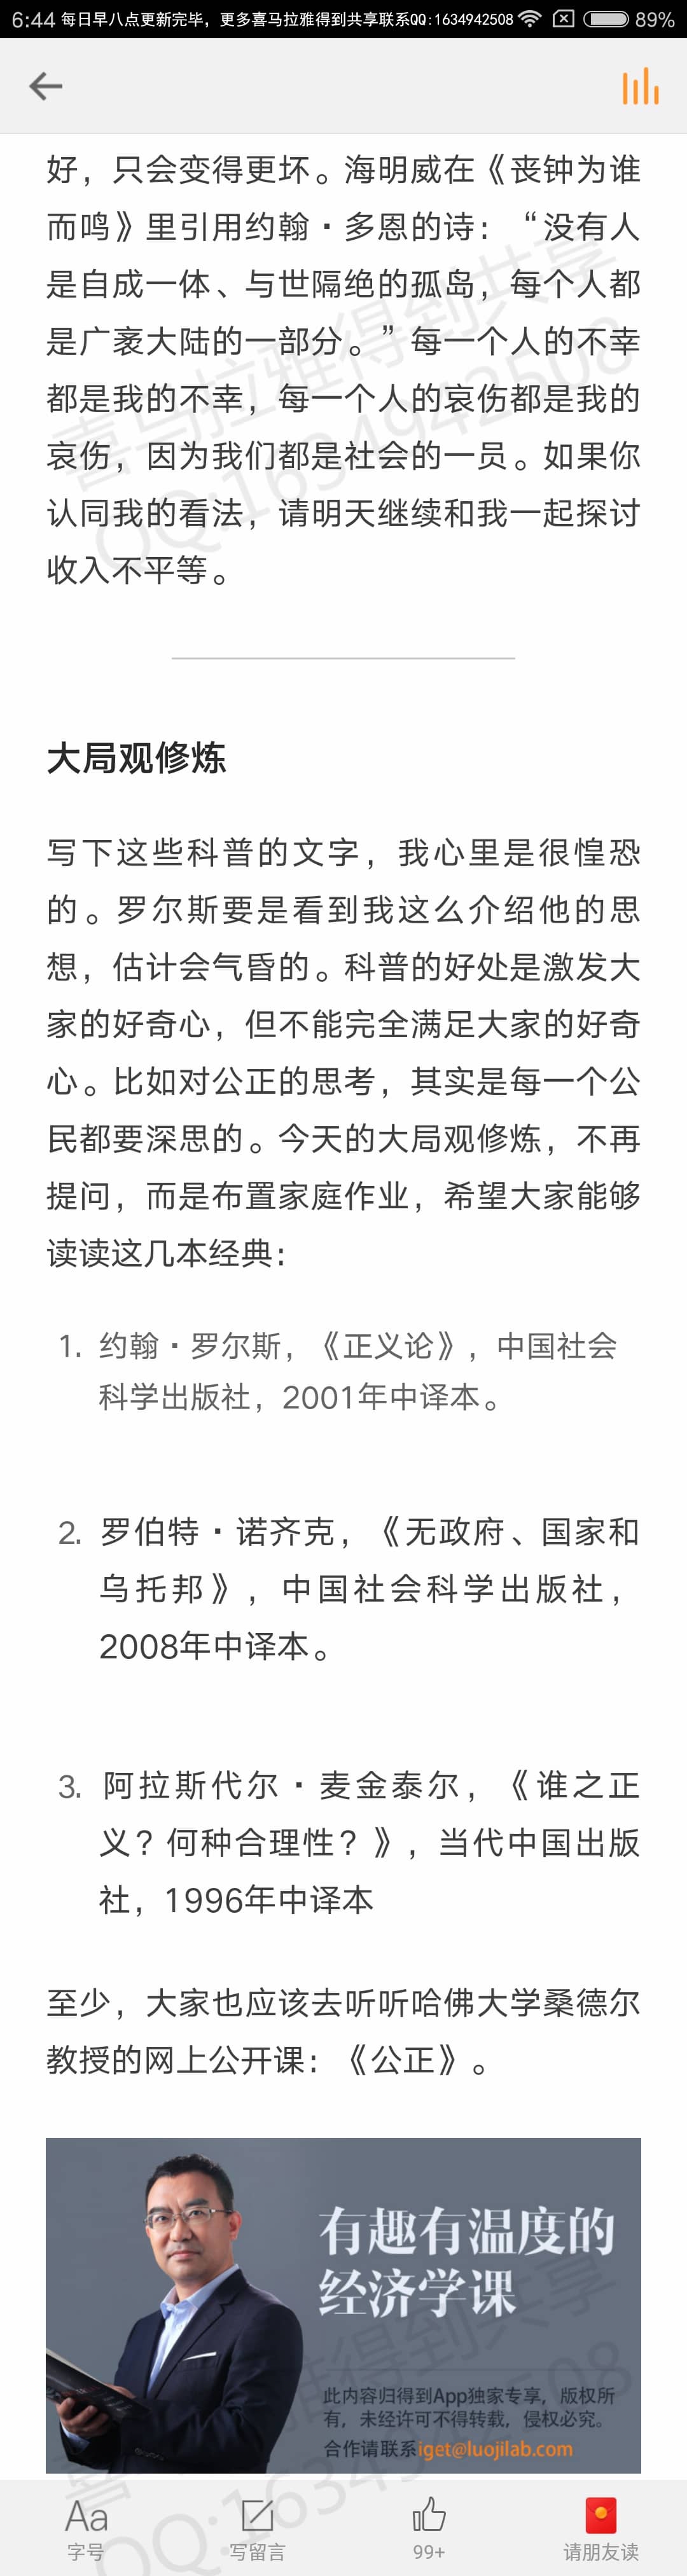 6:44 每日早八点更新完毕，更多喜马拉雅得到共享联系QQ:1634942508 89%
好，只会变得更坏。海明威在《丧钟为谁
而鸣》里引用约翰·多恩的诗：“没有人
是自成一体、与世隔绝的孤岛，每个人都
是广袤大陆的一部分。”每一个人的不幸
都是我的不幸，每一个人的哀伤都是我的
哀伤，因为我们都是社会的一员。如果你
认同我的看法，请明天继续和我一起探讨
收入不平等。
喜马拉雅得到共享
QQ:1634942508
大局观修炼
写下这些科普的文字，我心里是很惶恐
的。罗尔斯要是看到我这么介绍他的思
想，估计会气昏的。科普的好处是激发大
家的好奇心，但不能完全满足大家的好奇
心。比如对公正的思考，其实是每一个公
民都要深思的。今天的大局观修炼，不再
提问，而是布置家庭作业，希望大家能够
读读这几本经典：
1. 约翰·罗尔斯，《正义论》，中国社会
科学出版社，2001年中译本。
2. 罗伯特·诺齐克，《无政府、国家和
乌托邦》，中国社会科学出版社，
2008年中译本。
3. 阿拉斯代尔·麦金泰尔，《谁之正
义？何种合理性？》，当代中国出版
社，1996年中译本
至少，大家也应该去听听哈佛大学桑德尔
教授的网上公开课：《公正》。
有趣有温度的
经济学课
此内容归得到App独家专享，版权所
有，未经许可不得转载，侵权必究。
合作请联系iget@luojilab.com
喜马拉雅得到共享
QQ:1634942508
Aa
字号
写留言
99+
请朋友读